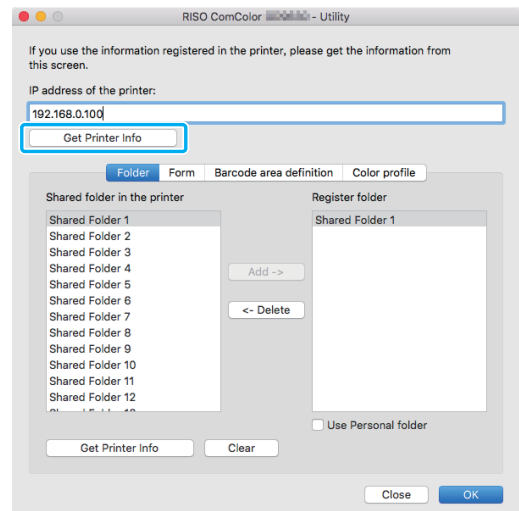 RISO ComColor - Utility
If you use the information registered in the printer, please get the information from
this screen.
IP address of the printer:
192.168.0.100
Get Printer Info
Folder Form Barcode area definition Color profile
Shared folder in the printer
Register folder
Shared Folder 1
Shared Folder 2
Shared Folder 3
Shared Folder 4
Shared Folder 5
Shared Folder 6
Shared Folder 7
Shared Folder 8
Shared Folder 9
Shared Folder 10
Shared Folder 11
Shared Folder 12
Add ->
<- Delete
Shared Folder 1
Use Personal folder
Get Printer Info
Clear
Close
OK